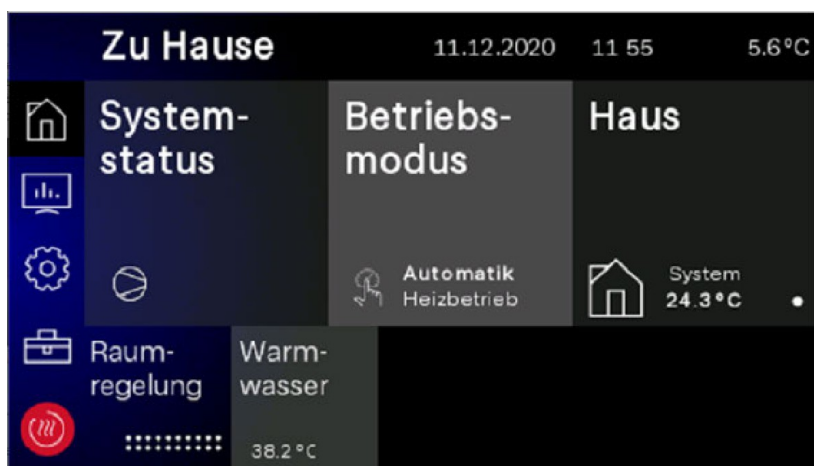 Zu Hause 11.12.2020 11 55 5.6°C
System-
status
Betriebs-
modus
Automatik
Heizbetrieb
Haus
System
24.3°C
Raum-
regelung
Warm-
wasser
38.2°C